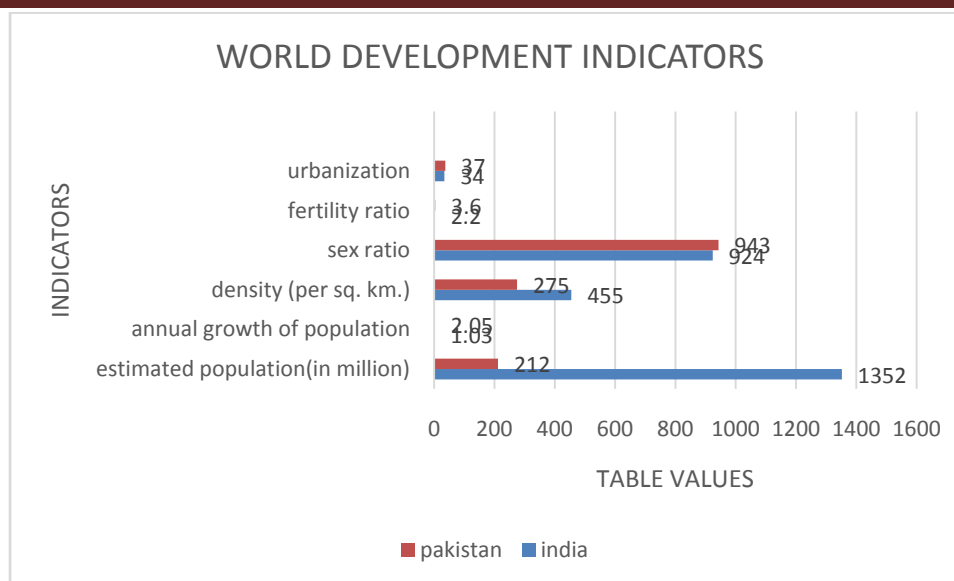 WORLD DEVELOPMENT INDICATORS
INDICATORS
urbanization 37
34
fertility ratio 3.6
2.2
sex ratio 943
924
density (per sq. km.) 275
455
annual growth of population 2.05
1.03
estimated population(in million) 212
1352
0 200 400 600 800 1000 1200 1400 1600
TABLE VALUES
pakistan india